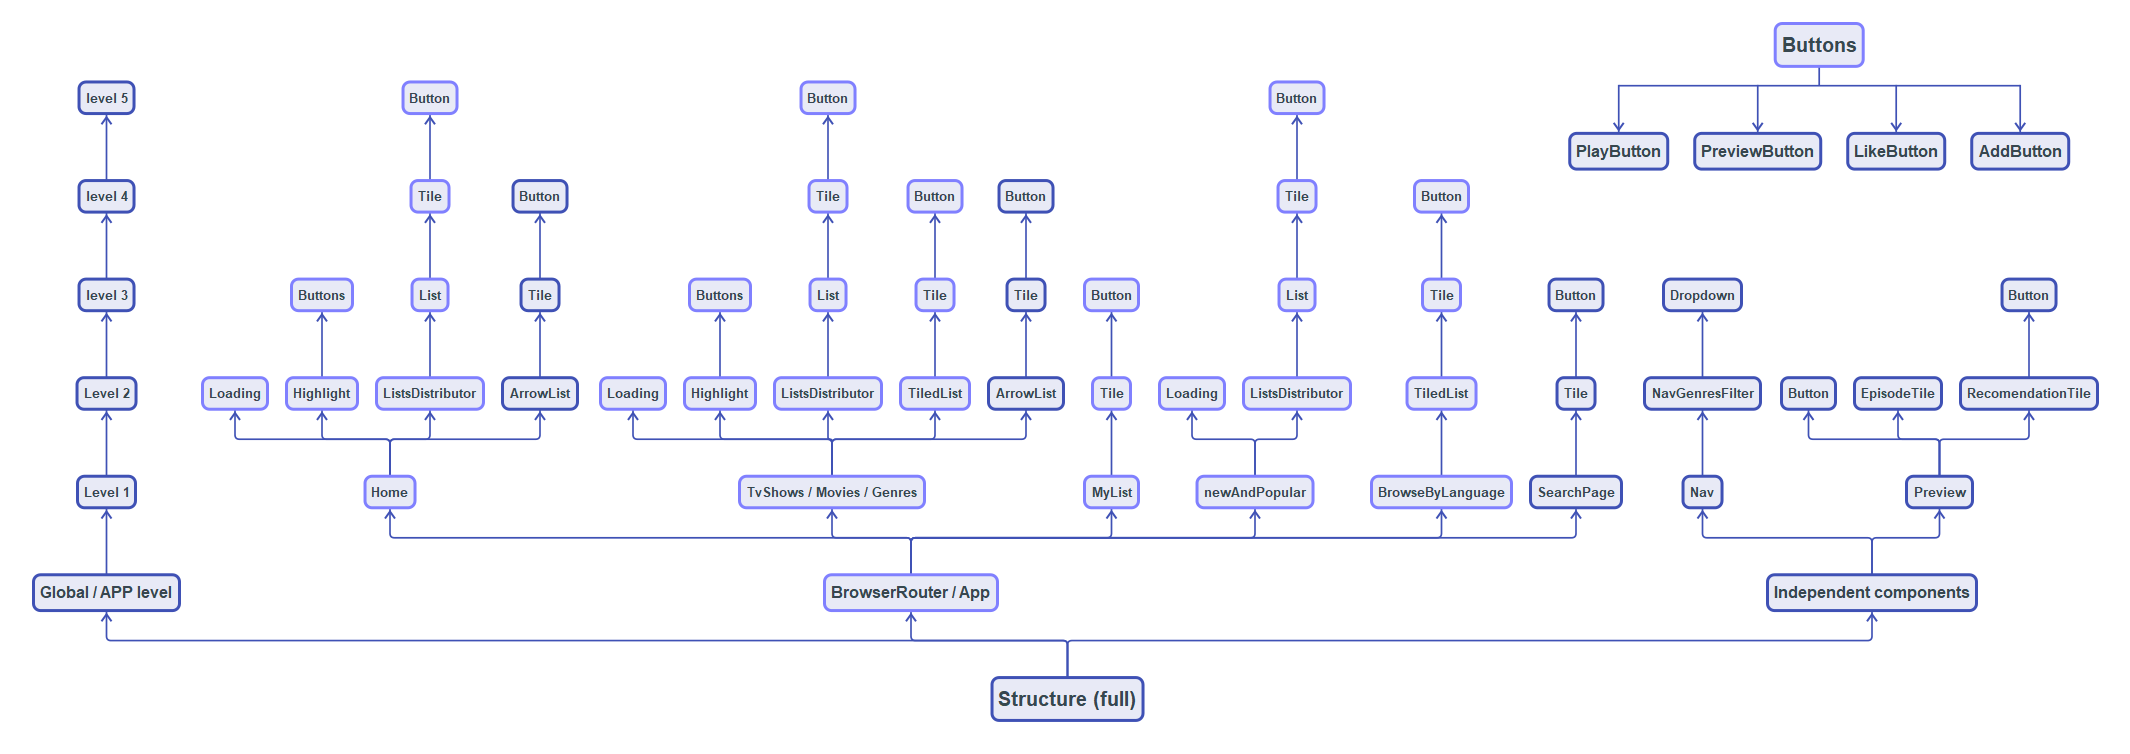 Buttons
level 5
Button
Button
Button
PlayButton
PreviewButton
LikeButton
AddButton
level 4
Tile
Button
Tile
Button
Button
Tile
Button
level 3
Buttons
List
Tile
Buttons
List
Tile
Tile
Button
List
Tile
Button
Dropdown
Button
Level 2
Loading
Highlight
ListsDistributor
ArrowList
Loading
Highlight
ListsDistributor
TiledList
ArrowList
Tile
Loading
ListsDistributor
TiledList
Tile
NavGenresFilter
Button
EpisodeTile
RecomendationTile
Level 1
Home
TvShows / Movies / Genres
MyList
newAndPopular
BrowseByLanguage
SearchPage
Nav
Preview
Global / APP level
BrowserRouter / App
Independent components
Structure (full)